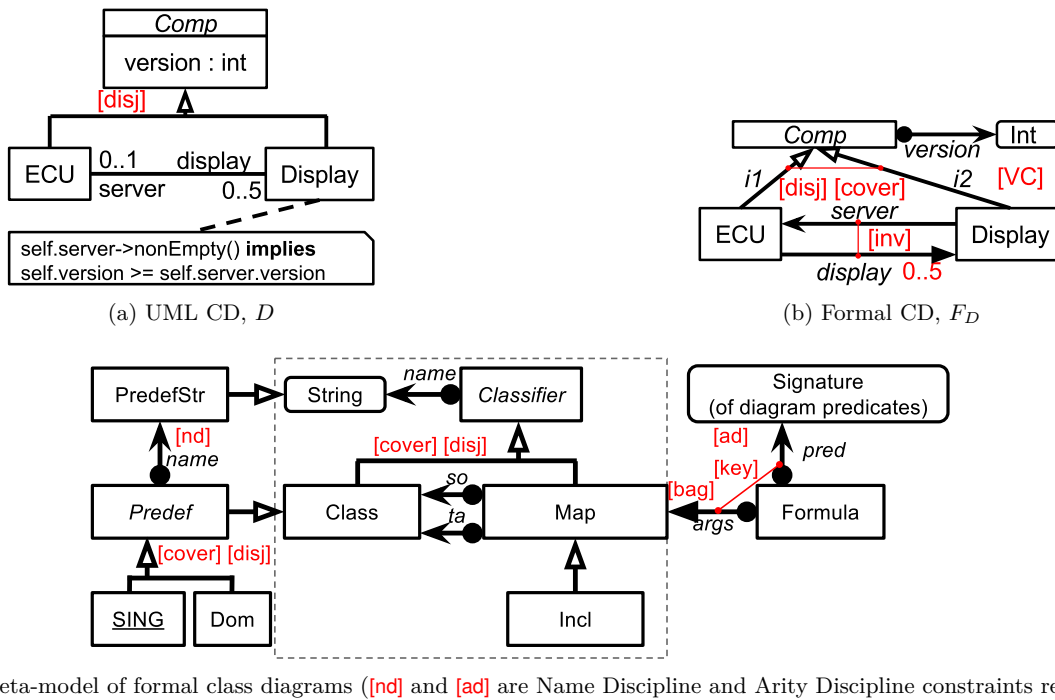 Comp
version : int
[disj]
ECU
0..1
display
server
0..5
Display
self.server->nonEmpty() implies
self.version >= self.server.version
(a) UML CD, D
Comp
version
Int
i1
[disj] [cover]
i2
[VC]
ECU
server
[inv]
Display
display 0..5
(b) Formal CD, F_D
PredefStr
String
name
Classifier
Signature
(of diagram predicates)
[nd]
name
[cover] [disj]
[ad]
pred
[key]
Predef
Class
so
ta
Map
[bag]
args
Formula
[cover] [disj]
SING
Dom
Incl
eta-model of formal class diagrams ([nd] and [ad] are Name Discipline and Arity Discipline constraints re